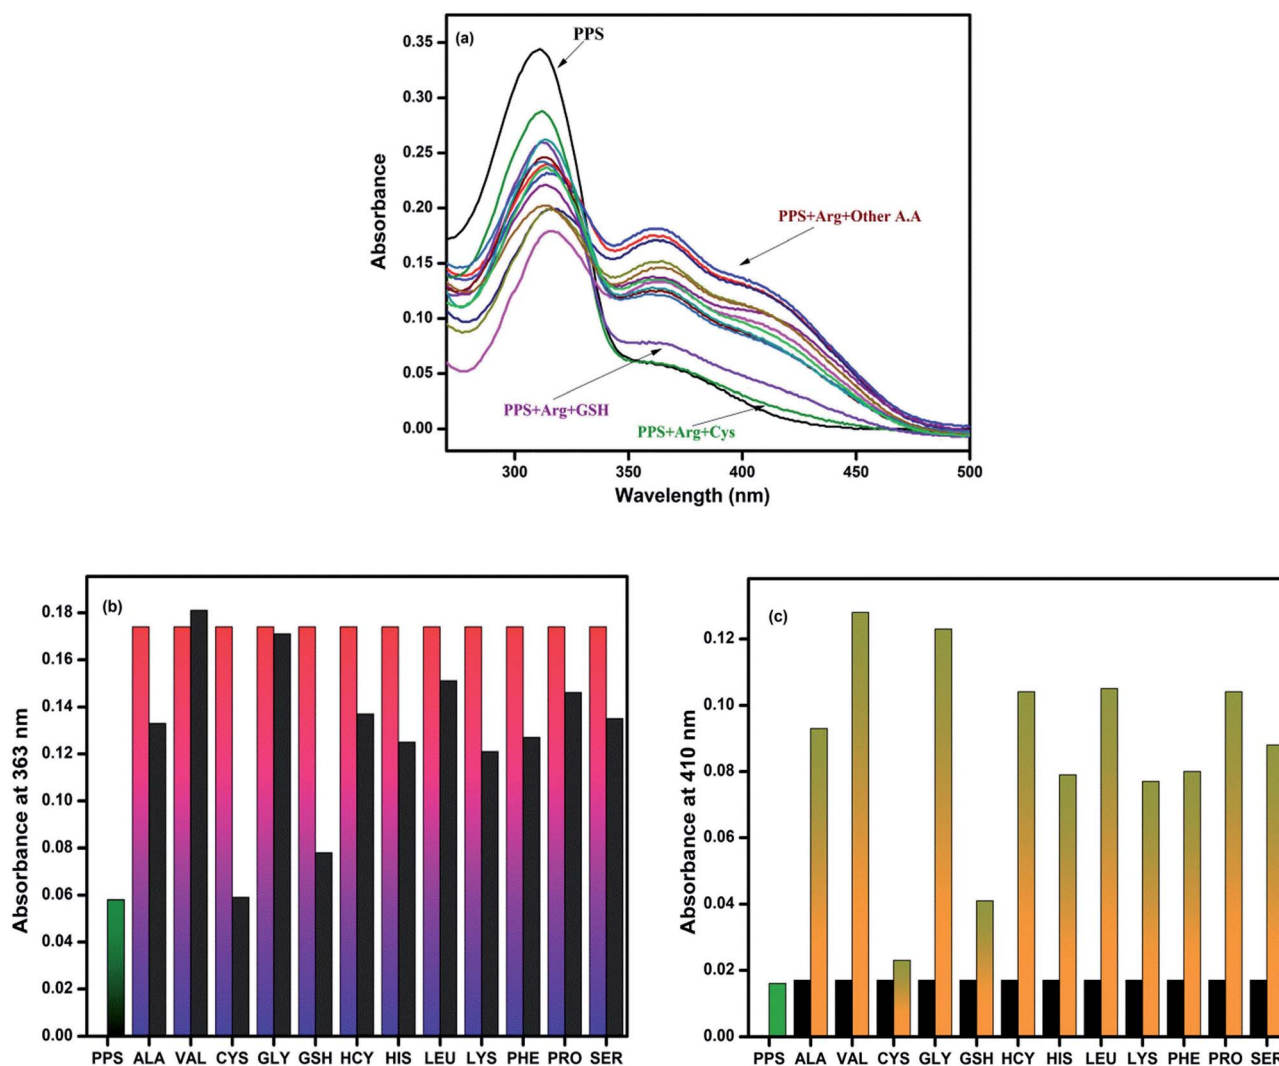 (a)
PPS
0.35
0.30
0.25
0.20
0.15
0.10
0.05
0.00
Absorbance
PPS+Arg+Other A.A
PPS+Arg+GSH
PPS+Arg+Cys
300 350 400 450 500
Wavelength (nm)
(b)
0.18
0.16
0.14
0.12
0.10
0.08
0.06
0.04
0.02
0.00
Absorbance at 363 nm
PPS ALA VAL CYS GLY GSH HCY HIS LEU LYS PHE PRO SER
(c)
0.12
0.10
0.08
0.06
0.04
0.02
0.00
Absorbance at 410 nm
PPS ALA VAL CYS GLY GSH HCY HIS LEU LYS PHE PRO SER